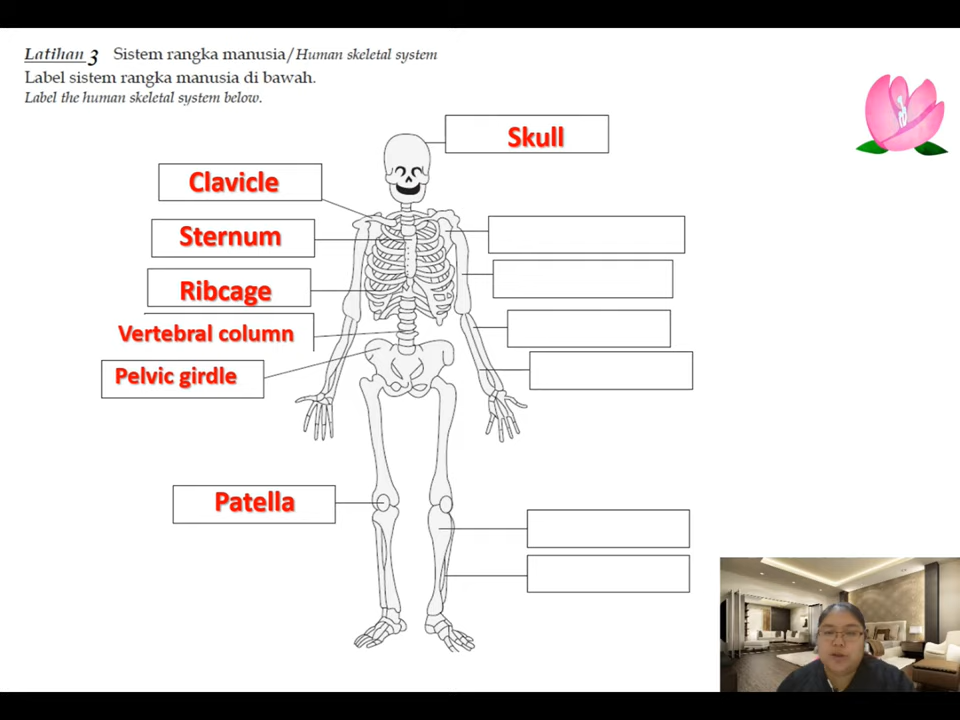 Latihan 3 Sistem rangka manusia/Human skeletal system
Label sistem rangka manusia di bawah.
Label the human skeletal system below.
Skull
Clavicle
Sternum
Ribcage
Vertebral column
Pelvic girdle
Patella